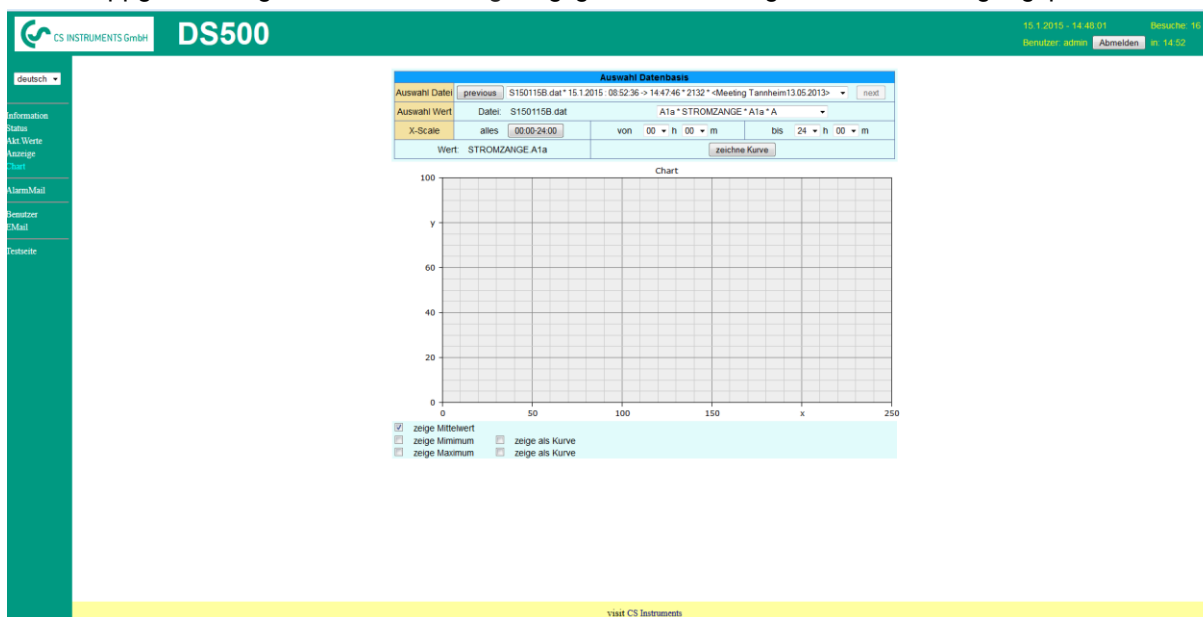 CS INSTRUMENTS GmbH
DS500
15.1.2015 - 14:46:01 Besuche: 16
Benutzer: admin Abmelden in: 14:52
deutsch
Information
Status
Akt.Werte
Anzeige
Chart
AlarmMail
Benutzer
EMail
Testseite
Auswahl Datenbasis
Auswahl Datei previous S150115B.dat * 15.1.2015 : 08:52:36 -> 14:47:46 * 2132 * <Meeting Tannheim13.05.2013> next
Auswahl Wert Datei: S150115B.dat A1a * STROMZANGE * A1a * A
X-Scale alles 00:00-24:00 von 00 h 00 m bis 24 h 00 m
Wert: STROMZANGE.A1a zeichne Kurve
Chart
100
y
60
40
20
0
0 50 100 150 x 250
zeige Mittelwert
zeige Mimimum zeige als Kurve
zeige Maximum zeige als Kurve
visit CS Instruments